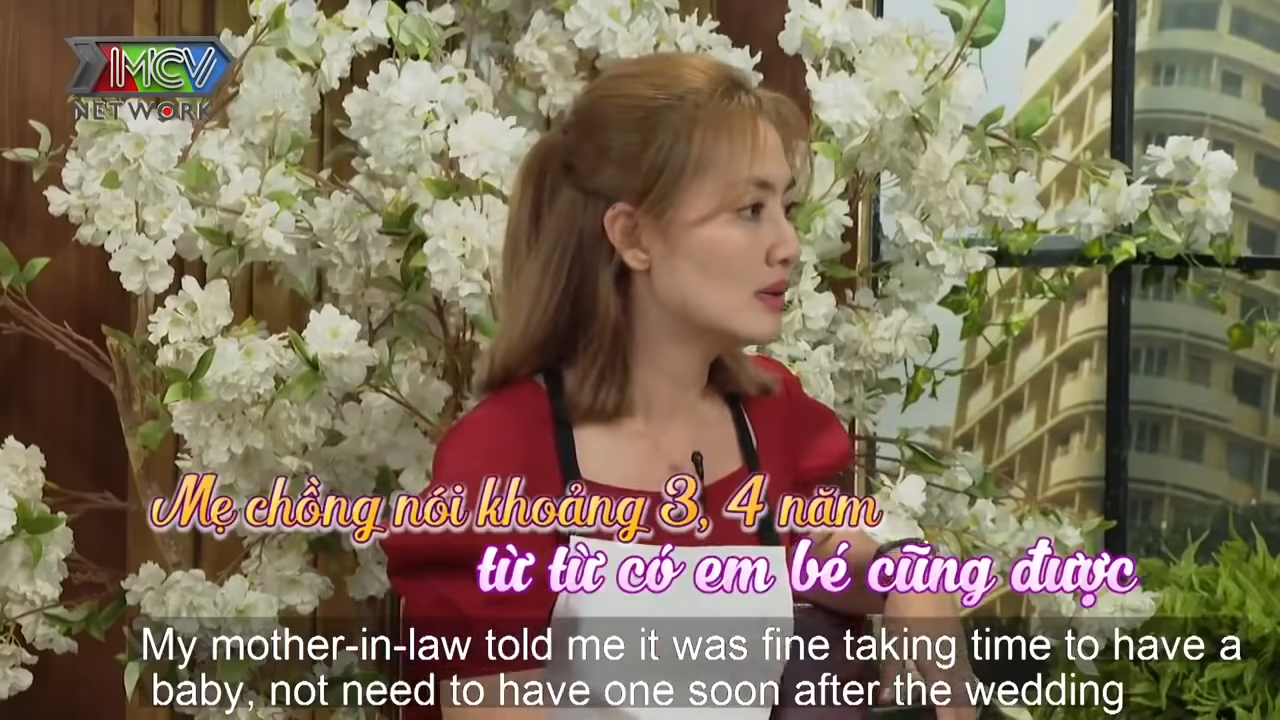 MCV
NETWORK
Mẹ chồng nói khoảng 3, 4 năm
từ từ có em bé cũng được
My mother-in-law told me it was fine taking time to have a
baby, not need to have one soon after the wedding